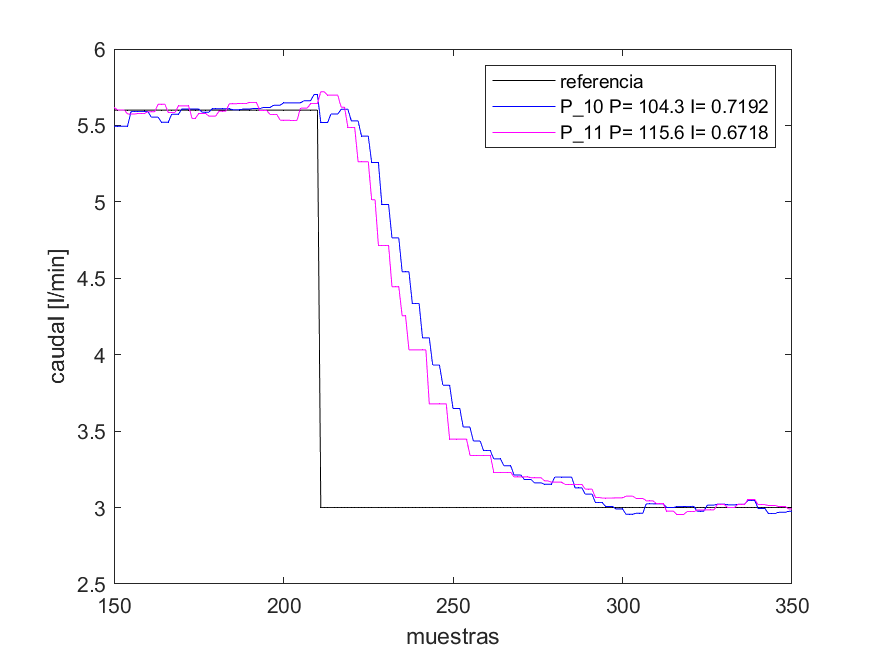 6
5.5
5
4.5
4
3.5
3
2.5
caudal [l/min]
referencia
P_10 P= 104.3 I= 0.7192
P_11 P= 115.6 I= 0.6718
150
200
250
300
350
muestras